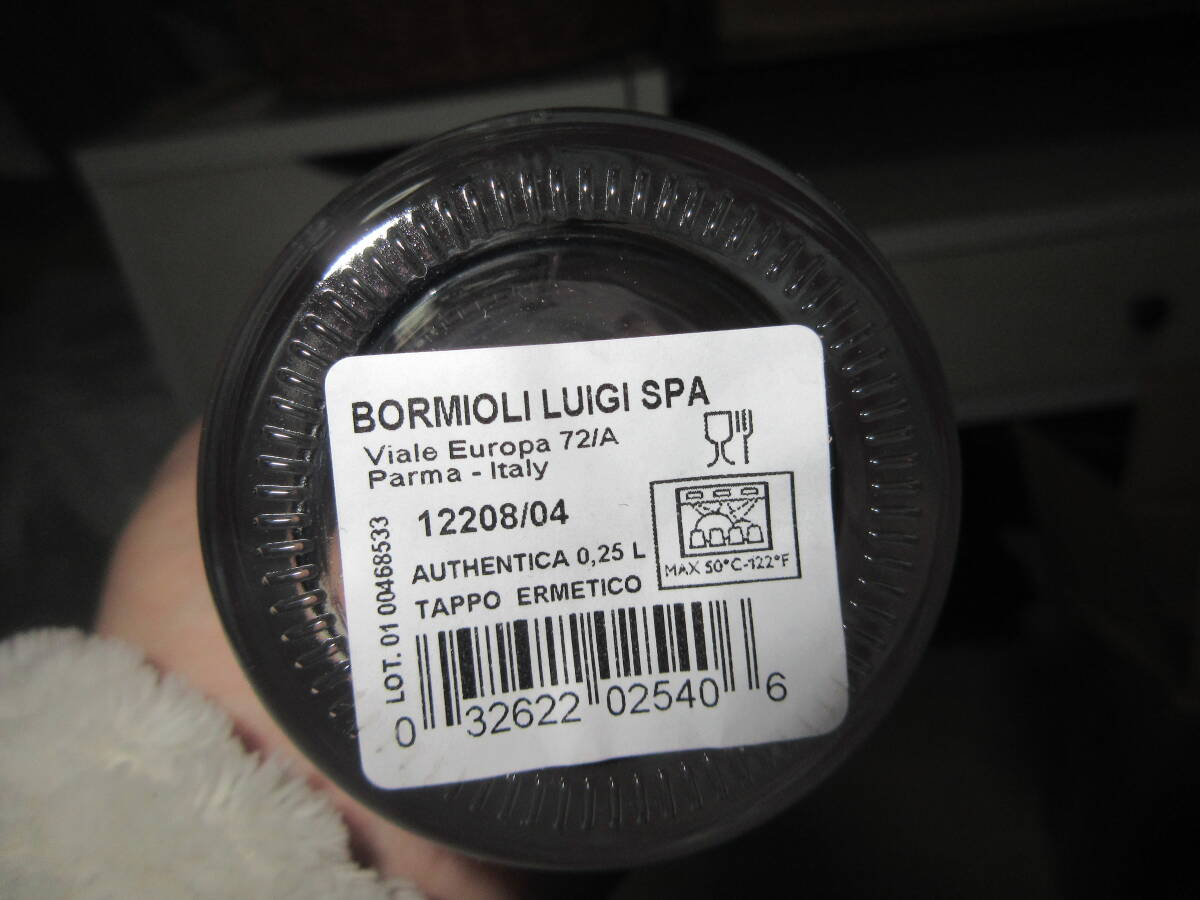 BORMIOLI LUIGI SPA
Viale Europa 72/A
Parma - Italy
12208/04
AUTHENTICA 0,25 L
TAPPO ERMETICO
MAX 50°C-122°F
LOT. 01 00468533
0 32622 02540 6